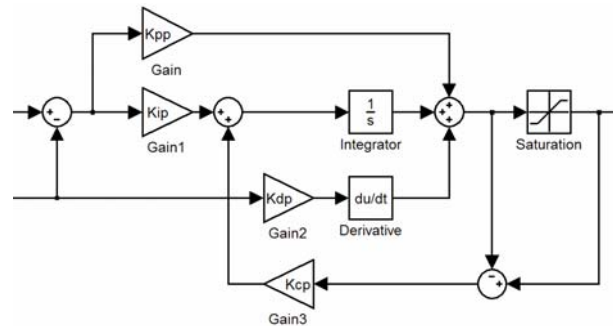 Kpp
Gain
Kip
Gain1
1
s
Integrator
Saturation
Kdp
Gain2
du/dt
Derivative
Kcp
Gain3